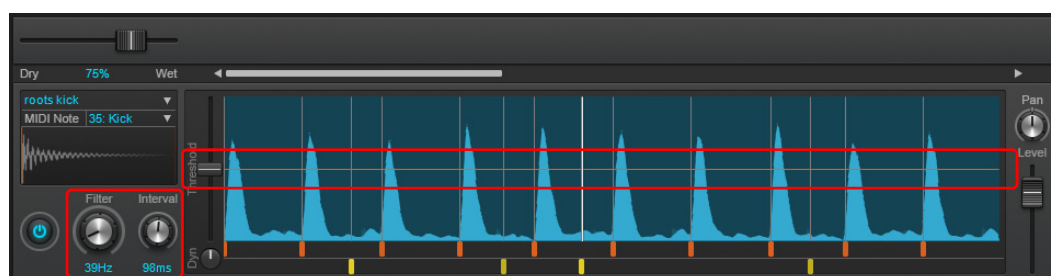 Dry 75% Wet
roots kick
MIDI Note 35: Kick
Threshold
Pan
Level
Filter Interval
39Hz 98ms
Dyn